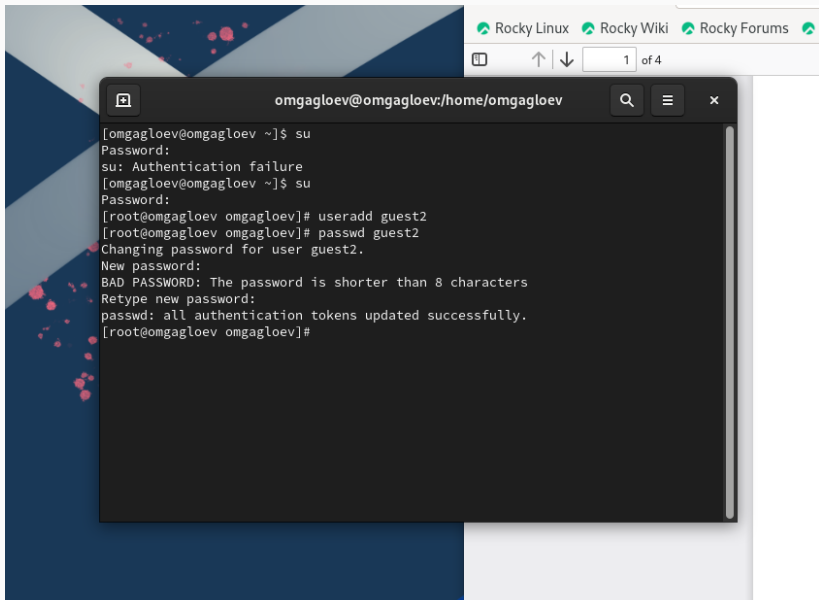 Rocky Linux Rocky Wiki Rocky Forums
1 of 4
omgagloev@omgagloev:/home/omgagloev
[omgagloev@omgagloev ~]$ su
Password:
su: Authentication failure
[omgagloev@omgagloev ~]$ su
Password:
[root@omgagloev omgagloev]# useradd guest2
[root@omgagloev omgagloev]# passwd guest2
Changing password for user guest2.
New password:
BAD PASSWORD: The password is shorter than 8 characters
Retype new password:
passwd: all authentication tokens updated successfully.
[root@omgagloev omgagloev]#